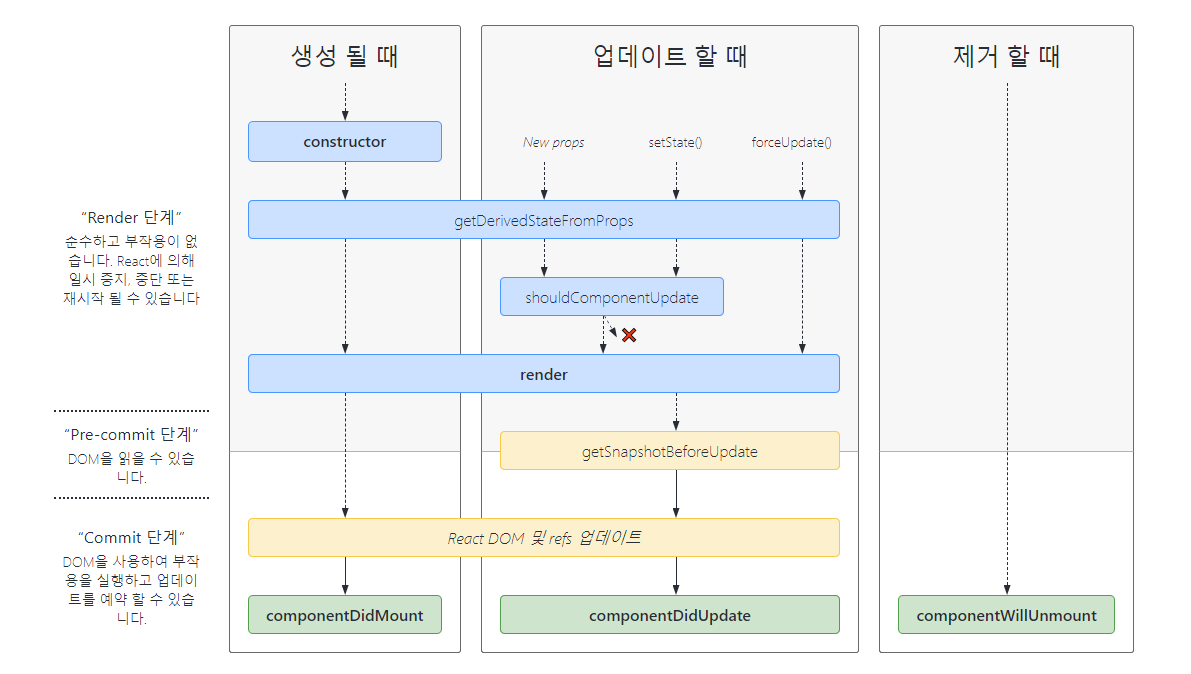 생성 될 때
업데이트 할 때
제거 할 때
constructor
New props
setState()
forceUpdate()
“Render 단계”
순수하고 부작용이 없
습니다. React에 의해
일시 중지, 중단 또는
재시작 될 수 있습니다
getDerivedStateFromProps
shouldComponentUpdate
render
“Pre-commit 단계”
DOM을 읽을 수 있습
니다.
getSnapshotBeforeUpdate
“Commit 단계”
DOM을 사용하여 부작
용을 실행하고 업데이
트를 예약 할 수 있습
니다.
React DOM 및 refs 업데이트
componentDidMount
componentDidUpdate
componentWillUnmount